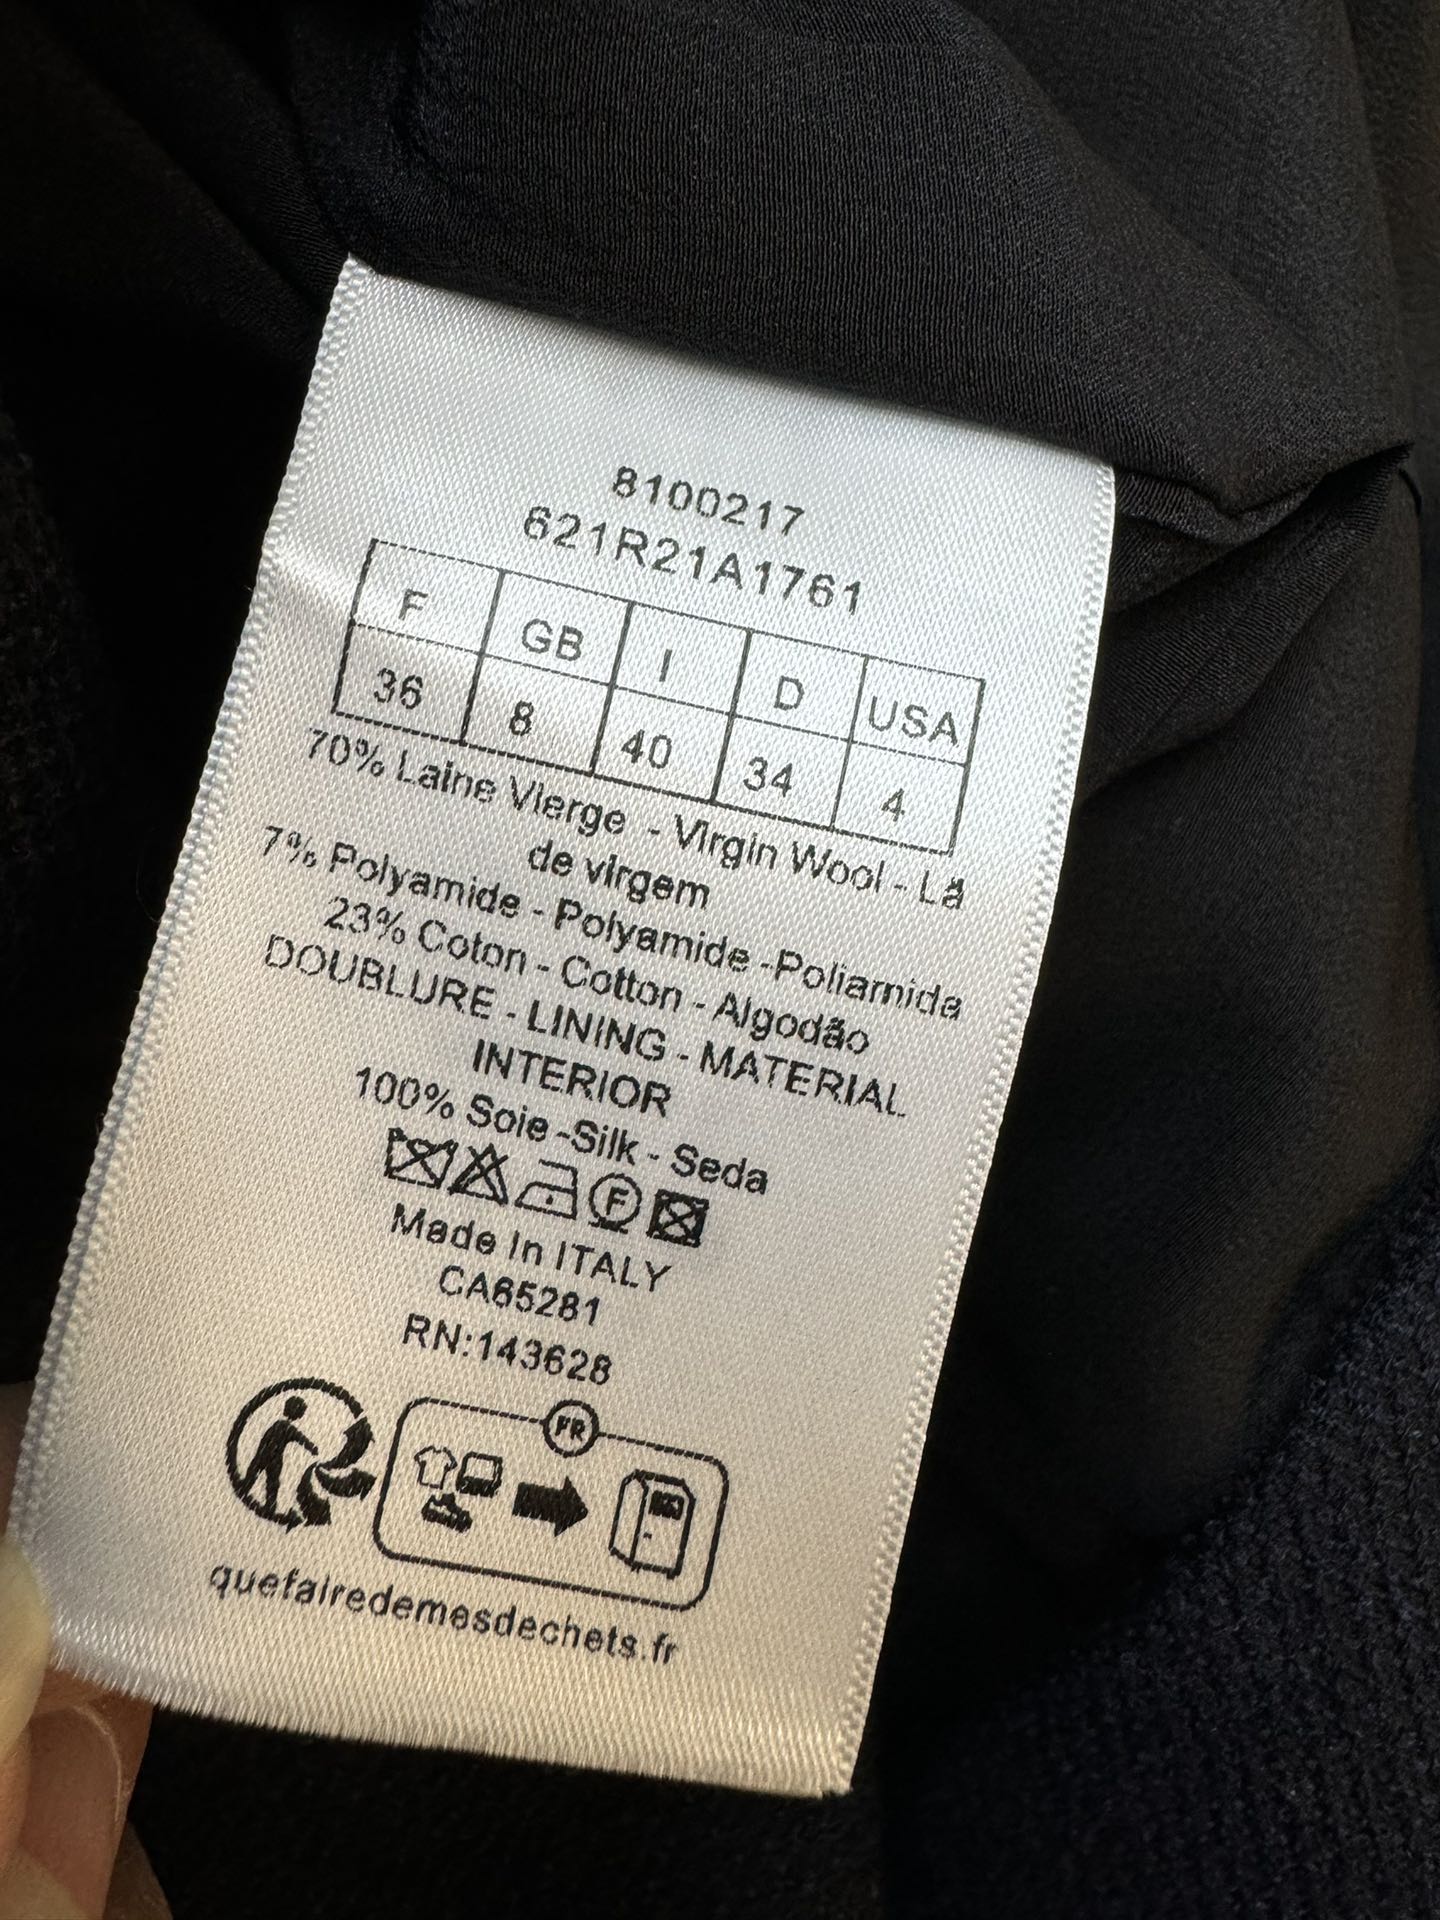 8100217
621R21A1761
F GB I D USA
36 8 40 34 4
70% Laine Vierge - Virgin Wool - Lã
de virgem
7% Polyamide - Polyamide -Poliamida
23% Coton - Cotton - Algodão
DOUBLURE - LINING - MATERIAL
INTERIOR
100% Soie -Silk - Seda
F
Made In ITALY
CA65281
RN:143628
FR
quefairedemesdechets.fr